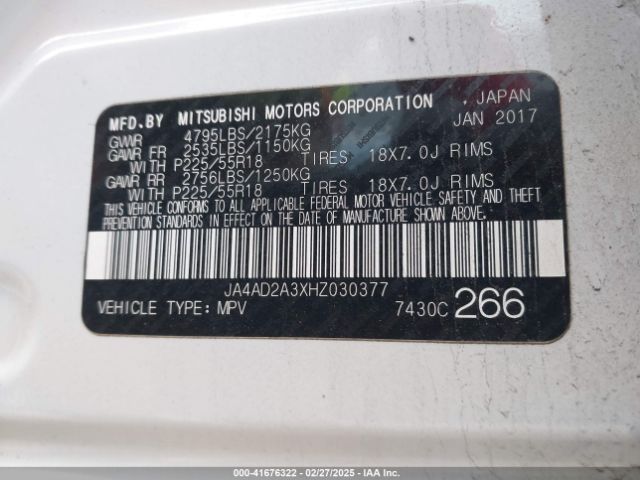 MFD.BY MITSUBISHI MOTORS CORPORATION , JAPAN
GVWR 4795LBS/2175KG JAN 2017
GAWR FR 2535LBS/1150KG
WITH P225/55R18 TIRES 18X7.0J RIMS
GAWR RR 2756LBS/1250KG
WITH P225/55R18 TIRES 18X7.0J RIMS
THIS VEHICLE CONFORMS TO ALL APPLICABLE FEDERAL MOTOR VEHICLE SAFETY AND THEFT
PREVENTION STANDARDS IN EFFECT ON THE DATE OF MANUFACTURE SHOWN ABOVE.
JA4AD2A3XHZ030377
VEHICLE TYPE:MPV 7430C 266
000-41676322 | 02/27/2025 - IAA Inc.